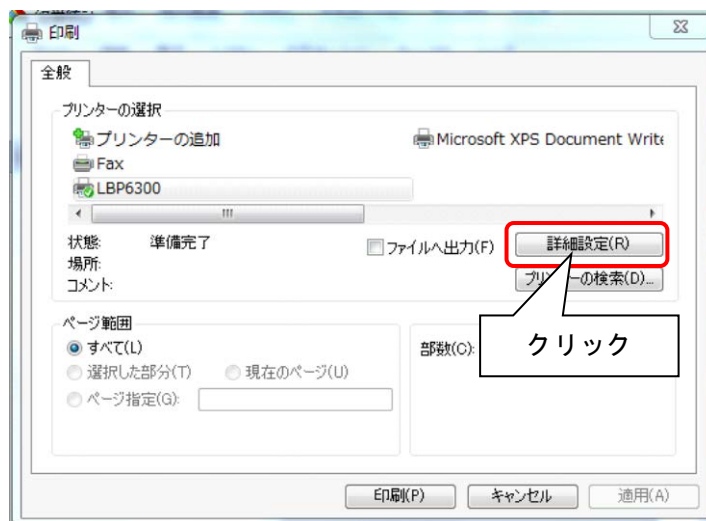 印刷
全般
プリンターの選択
プリンターの追加
Microsoft XPS Document Write
Fax
LBP6300
状態: 準備完了
ファイルへ出力(F)
詳細設定(R)
場所:
コメント:
の検索(D)...
ページ範囲
すべて(L)
部数(C):
クリック
選択した部分(T)
現在のページ(U)
ページ指定(G):
印刷(P)
キャンセル
適用(A)